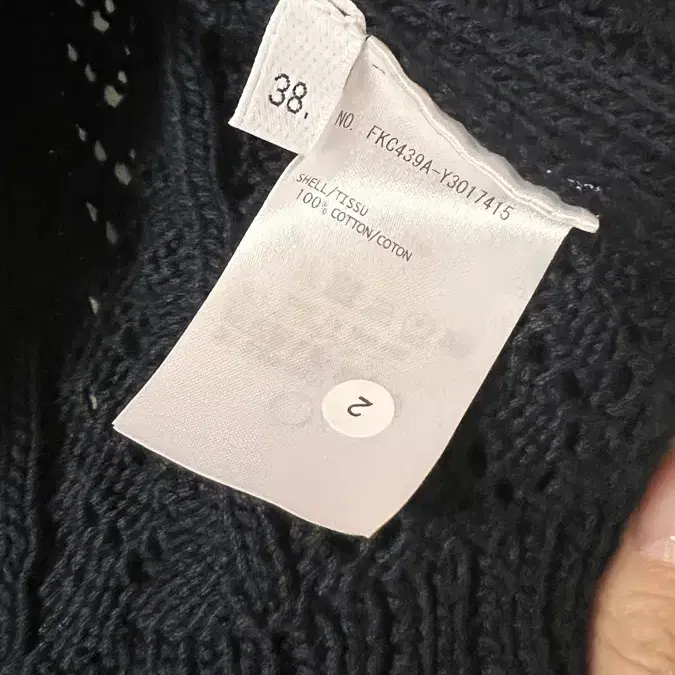 38.
NO. FKC439A-Y3017415
SHELL/TISSU
100% COTTON/COTON
2